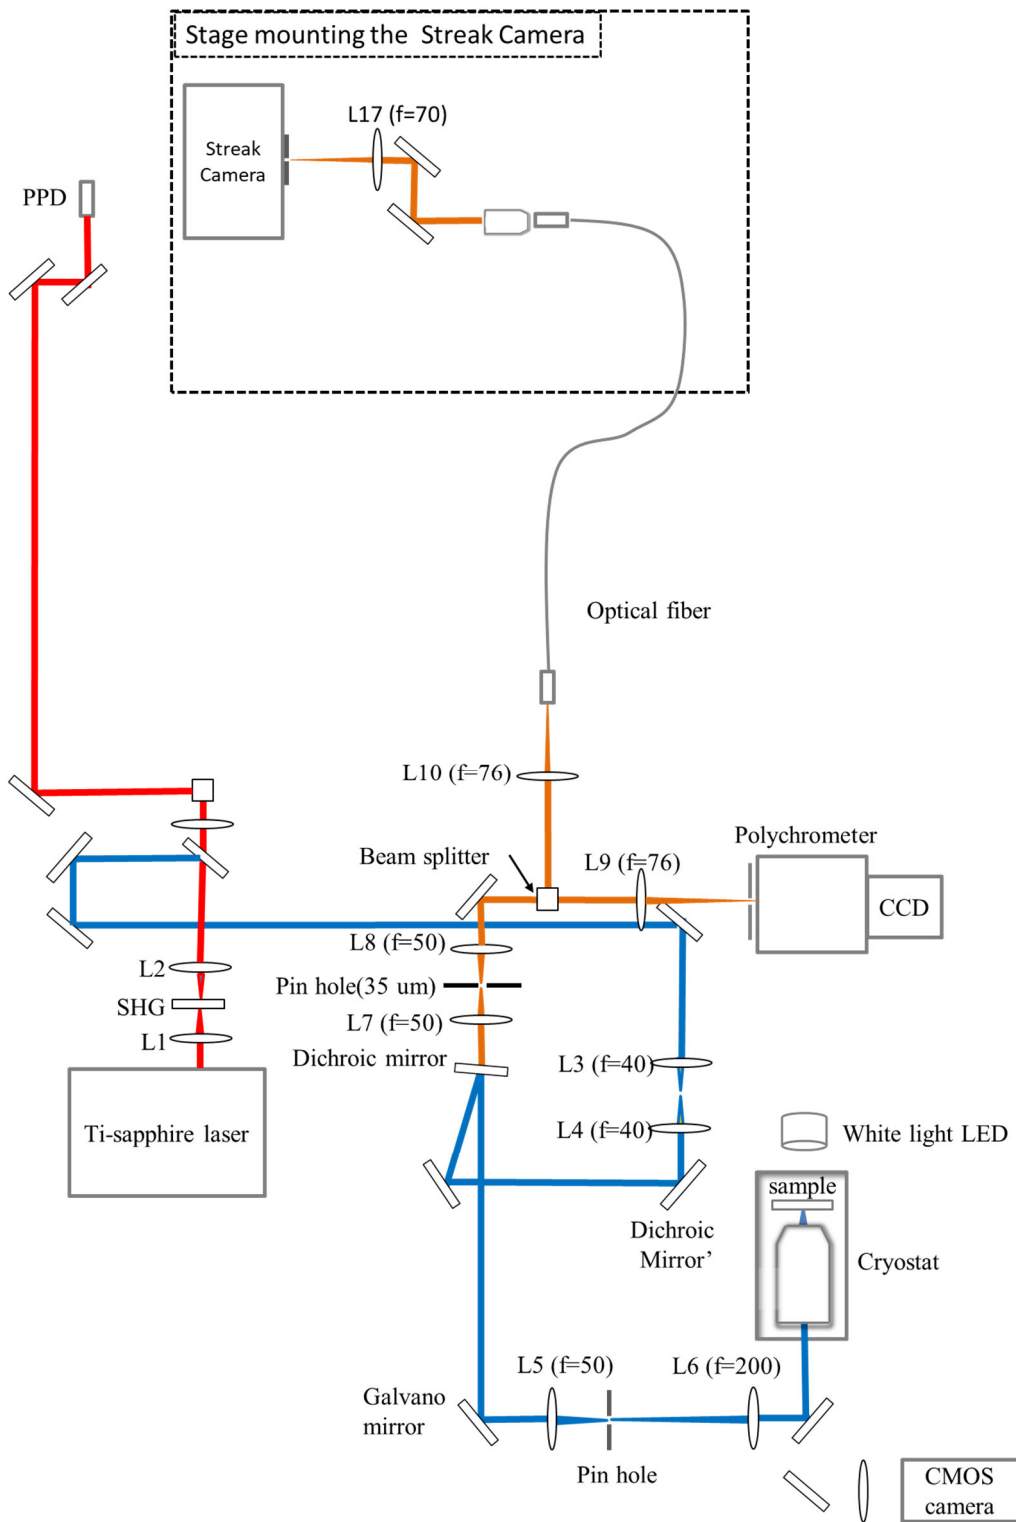 Stage mounting the Streak Camera
L17 (f=70)
Streak
Camera
PPD
Optical fiber
L10 (f=76)
Polychrometer
Beam splitter
L9 (f=76)
CCD
L8 (f=50)
L2
Pin hole(35 um)
SHG
L7 (f=50)
L1
Dichroic mirror
L3 (f=40)
Ti-sapphire laser
L4 (f=40)
White light LED
sample
Dichroic
Mirror’
Cryostat
L5 (f=50)
L6 (f=200)
Galvano
mirror
Pin hole
CMOS
camera